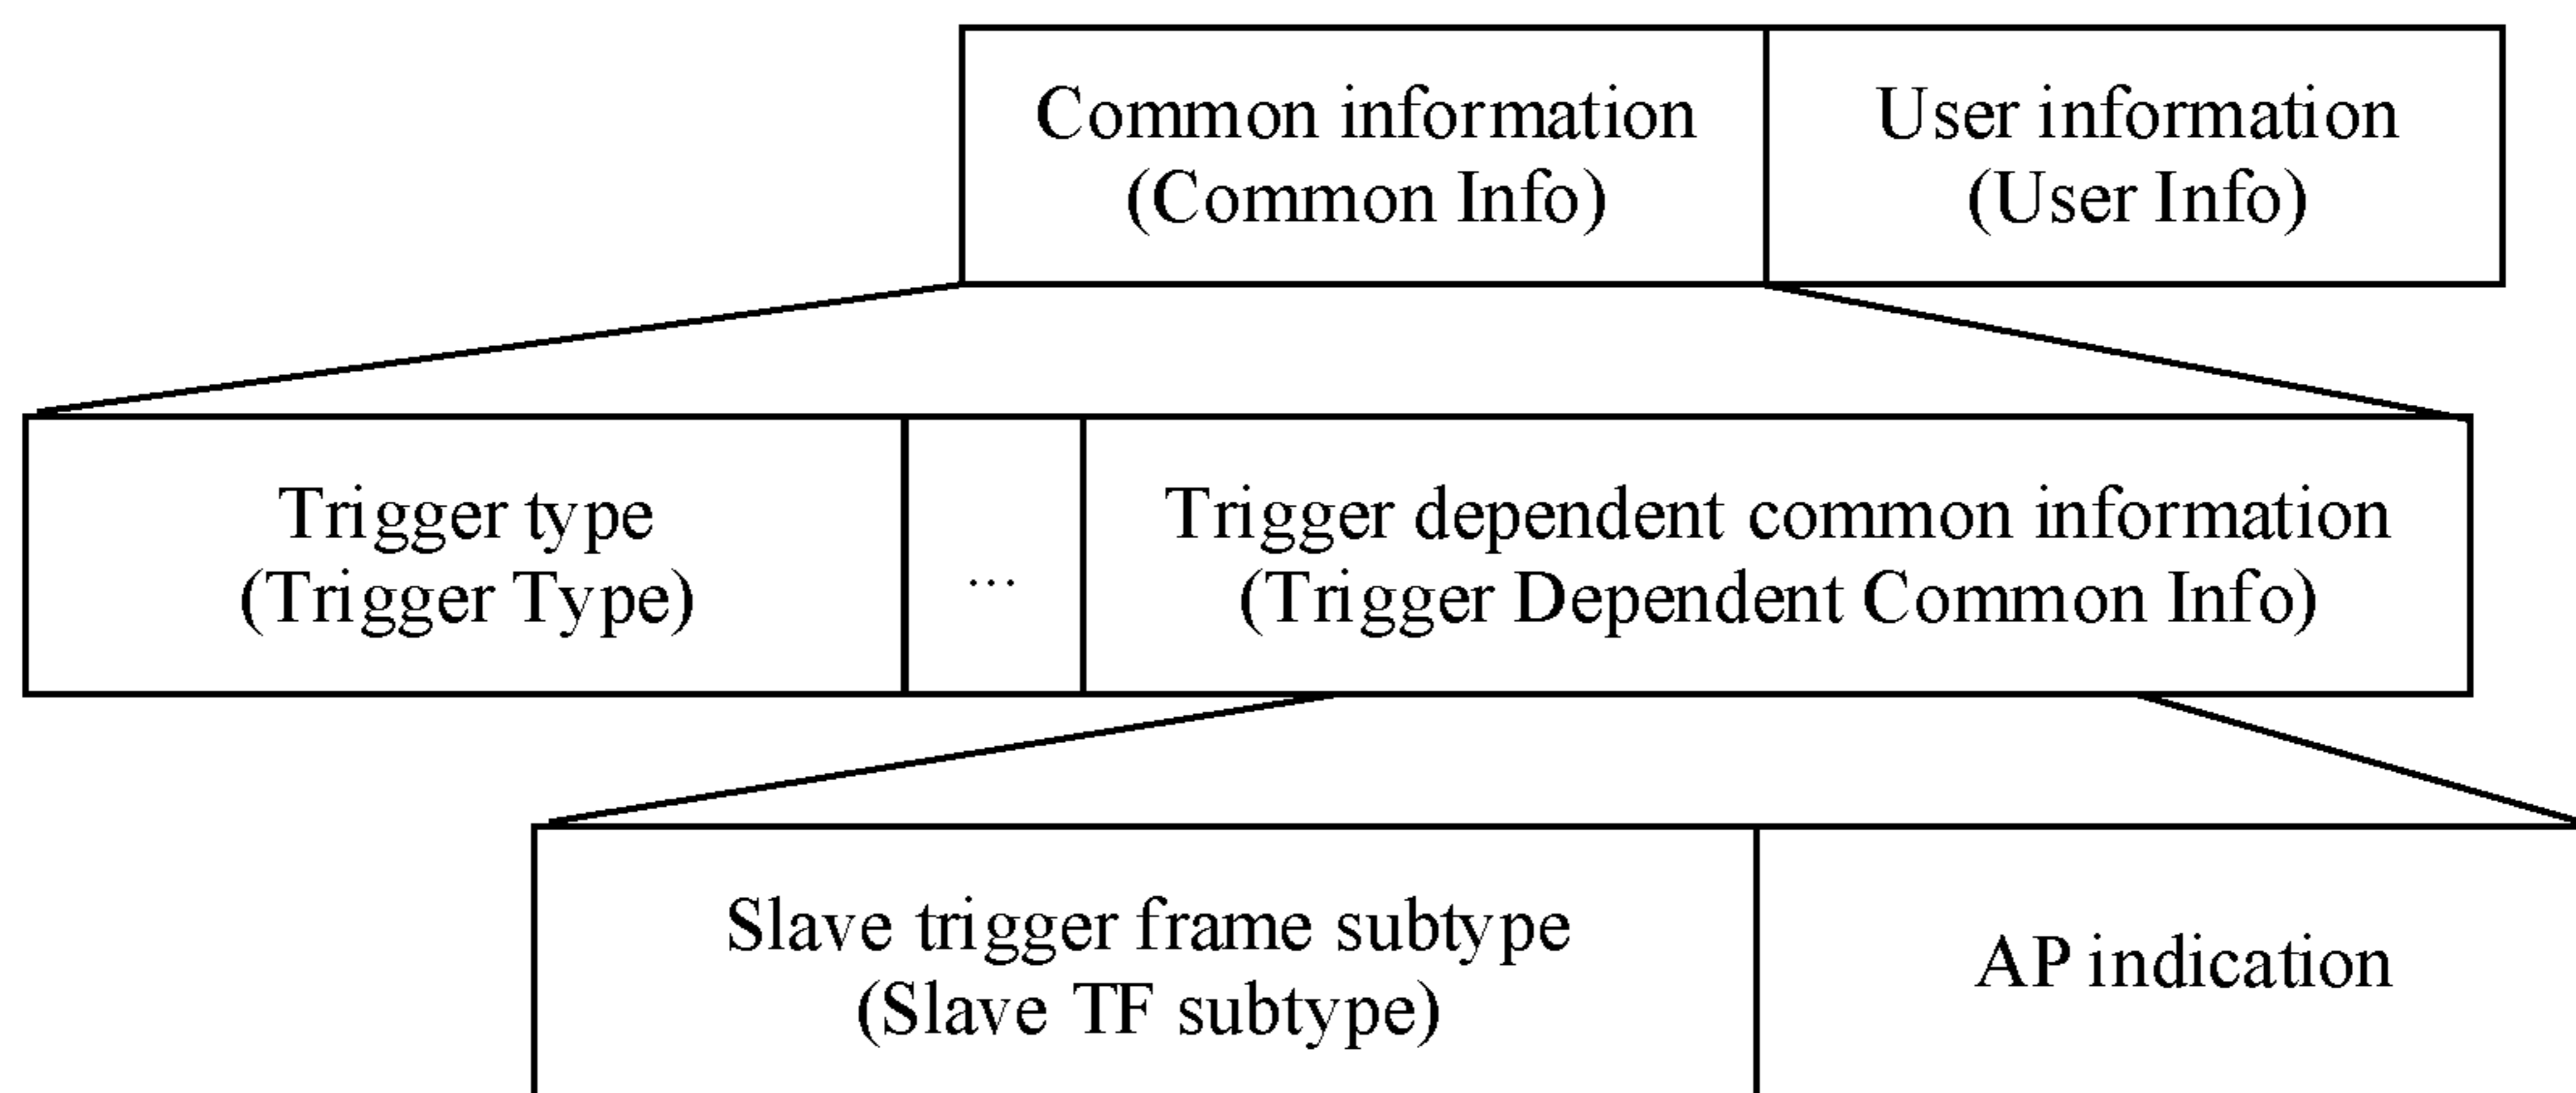 Common information
(Common Info)
User information
(User Info)
Trigger type
(Trigger Type)
...
Trigger dependent common information
(Trigger Dependent Common Info)
Slave trigger frame subtype
(Slave TF subtype)
AP indication